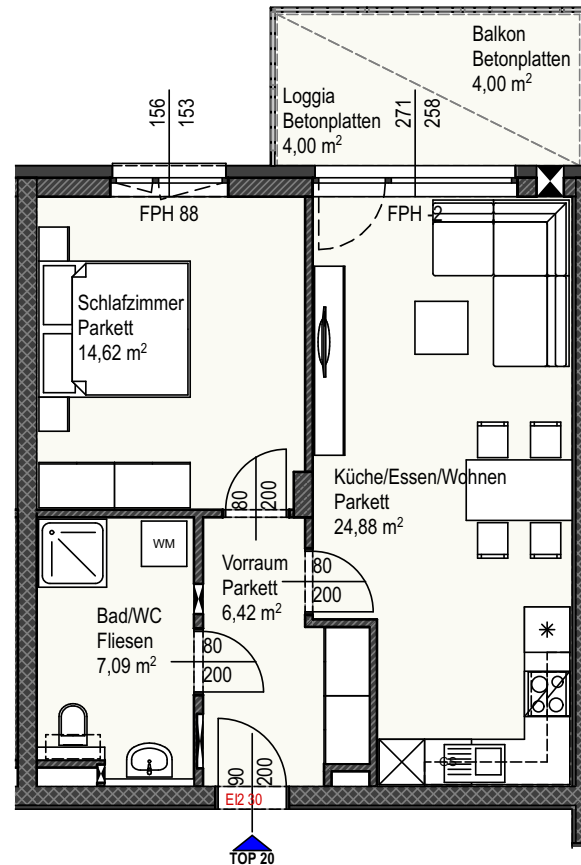 Balkon
Betonplatten
4,00 m²
Loggia
Betonplatten
4,00 m²
156
153
271
258
FPH 88
FPH -2
Schlafzimmer
Parkett
14,62 m²
80
200
Küche/Essen/Wohnen
Parkett
24,88 m²
WM
Vorraum
Parkett
6,42 m²
80
200
Bad/WC
Fliesen
7,09 m²
80
200
90
200
GS
EI2 30
TOP 20